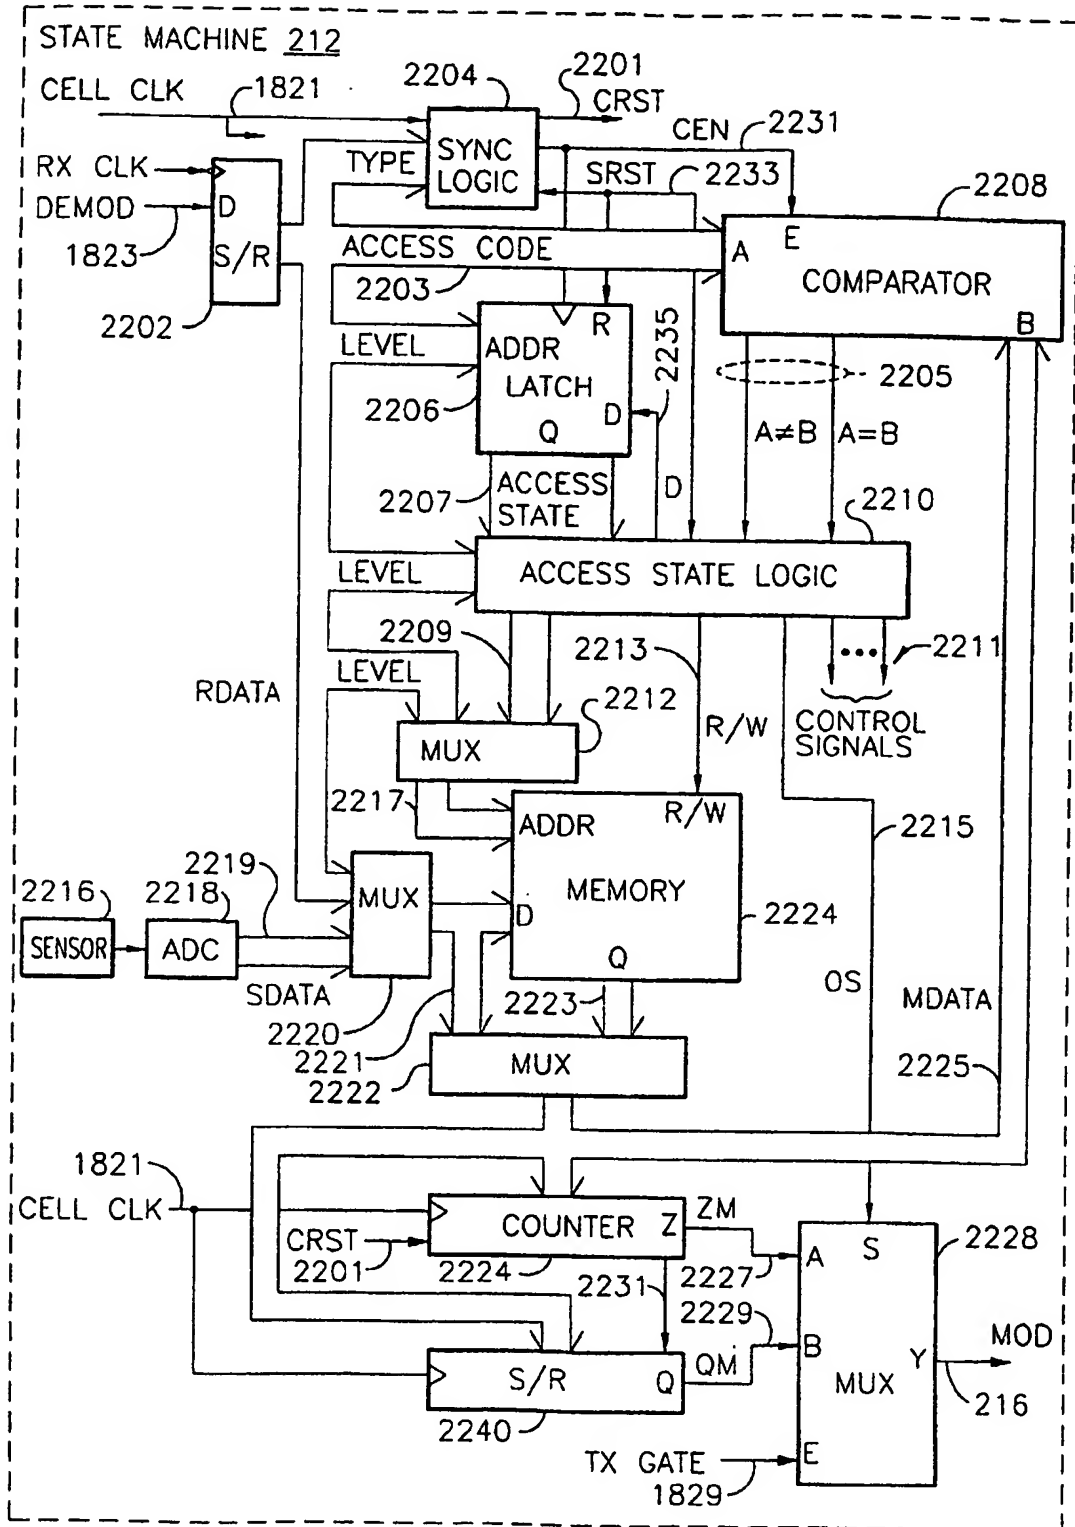 STATE MACHINE 212
CELL CLK
1821
2204
2201
CRST
CEN
2231
RX CLK
DEMOD
D
S/R
1823
2202
TYPE
SYNC
LOGIC
SRST
2233
2208
ACCESS CODE
2203
A
E
COMPARATOR
B
LEVEL
ADDR
R
LATCH
D
Q
2206
2235
2205
A≠B
A=B
2207
ACCESS
STATE
D
2210
LEVEL
ACCESS STATE LOGIC
2209
2213
2211
LEVEL
RDATA
2212
MUX
R/W
CONTROL
SIGNALS
2217
ADDR
R/W
2215
2219
2216
2218
MUX
MEMORY
D
2224
SENSOR
ADC
Q
SDATA
2223
OS
MDATA
2220
2221
2222
MUX
2225
1821
CELL CLK
COUNTER
Z
ZM
S
2228
CRST
2201
2224
2231
2227
A
2229
MOD
S/R
Q
QM
B
Y
MUX
216
2240
TX GATE
E
1829